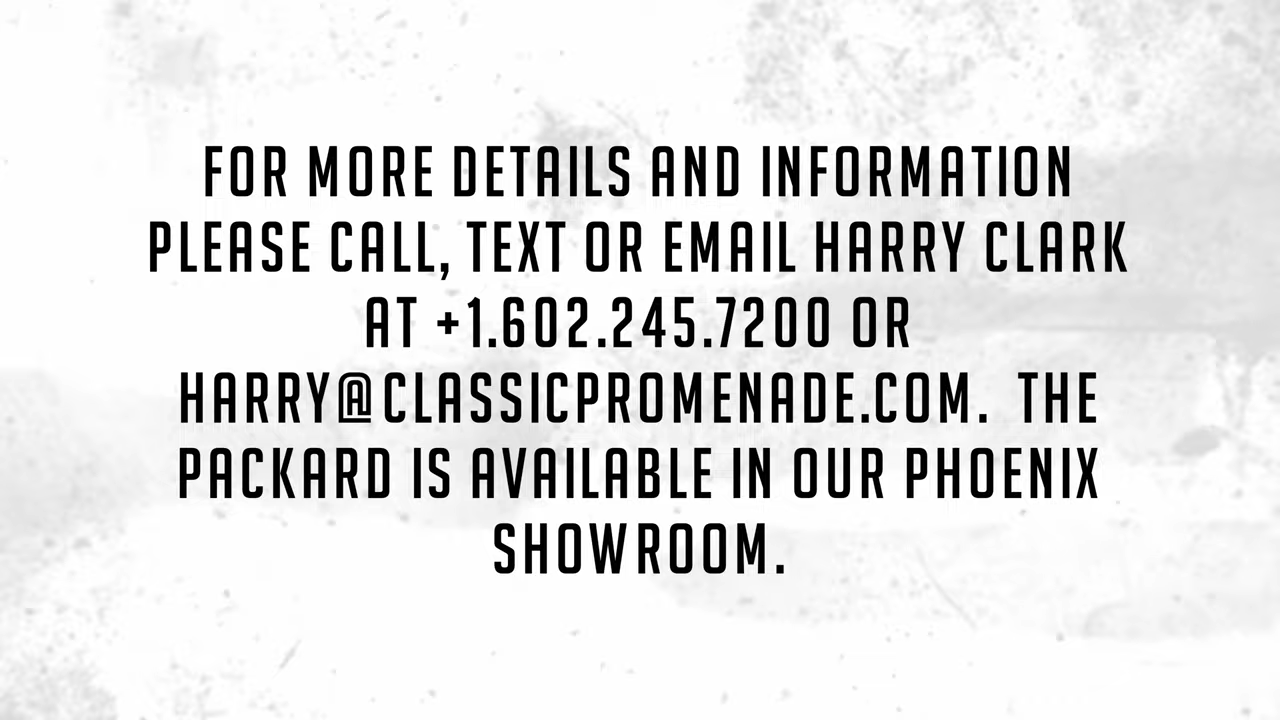 FOR MORE DETAILS AND INFORMATION
PLEASE CALL, TEXT OR EMAIL HARRY CLARK
AT +1.602.245.7200 OR
HARRY@CLASSICPROMENADE.COM.  THE
PACKARD IS AVAILABLE IN OUR PHOENIX
SHOWROOM.